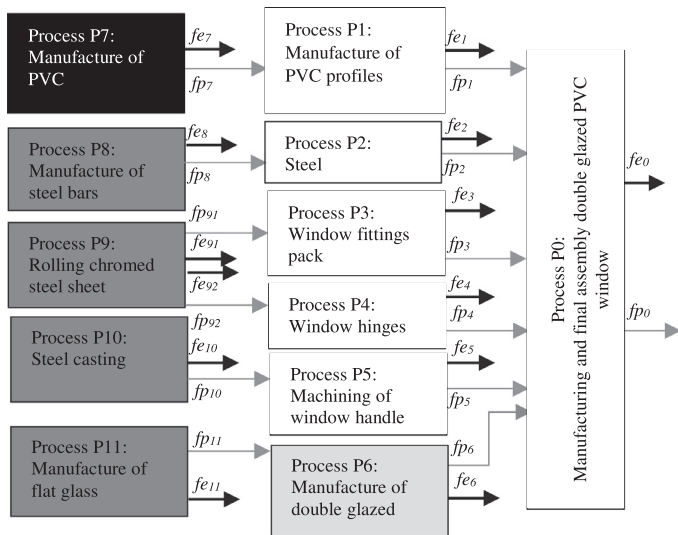 Process P7:
Manufacture of
PVC
fe7
fp7
Process P1:
Manufacture of
PVC profiles
fe1
fp1
Process P8:
Manufacture of
steel bars
fe8
fp8
Process P2:
Steel
fe2
fp2
Process P9:
Rolling chromed
steel sheet
fp91
fe91
fe92
fp92
Process P3:
Window fittings
pack
fe3
fp3
Process P4:
Window hinges
fe4
fp4
Process P10:
Steel casting
fe10
fp10
Process P5:
Machining of
window handle
fe5
fp5
Process P11:
Manufacture of
flat glass
fp11
fe11
Process P6:
Manufacture of
double glazed
fp6
fe6
Process P0:
Manufacturing and final assembly double glazed PVC
window
fe0
fp0